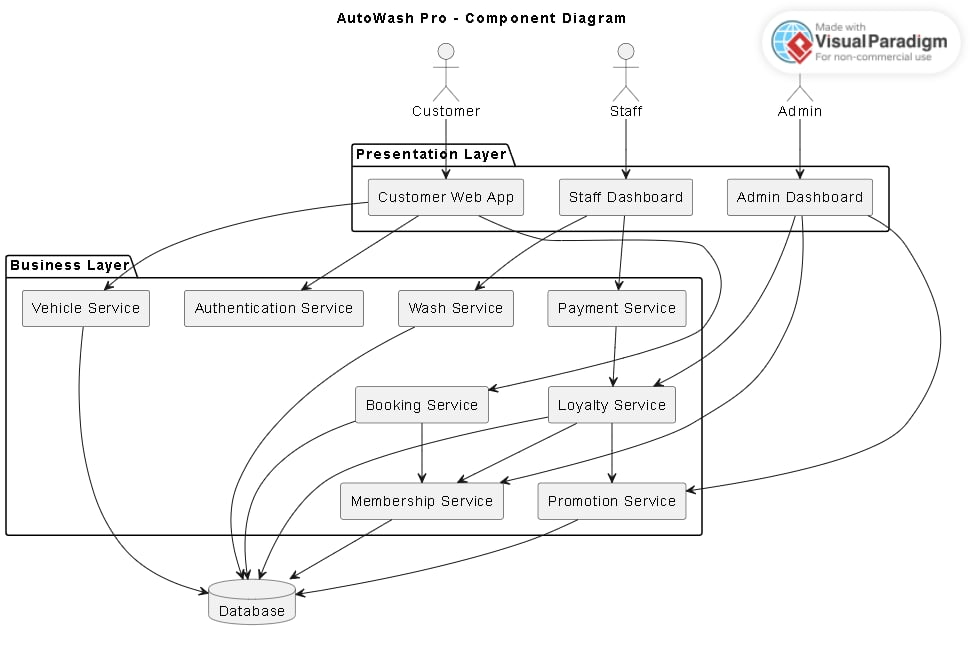 AutoWash Pro - Component Diagram
Made with
Visual Paradigm
For non-commercial use
Customer
Staff
Admin
Presentation Layer
Customer Web App
Staff Dashboard
Admin Dashboard
Business Layer
Vehicle Service
Authentication Service
Wash Service
Payment Service
Booking Service
Loyalty Service
Membership Service
Promotion Service
Database